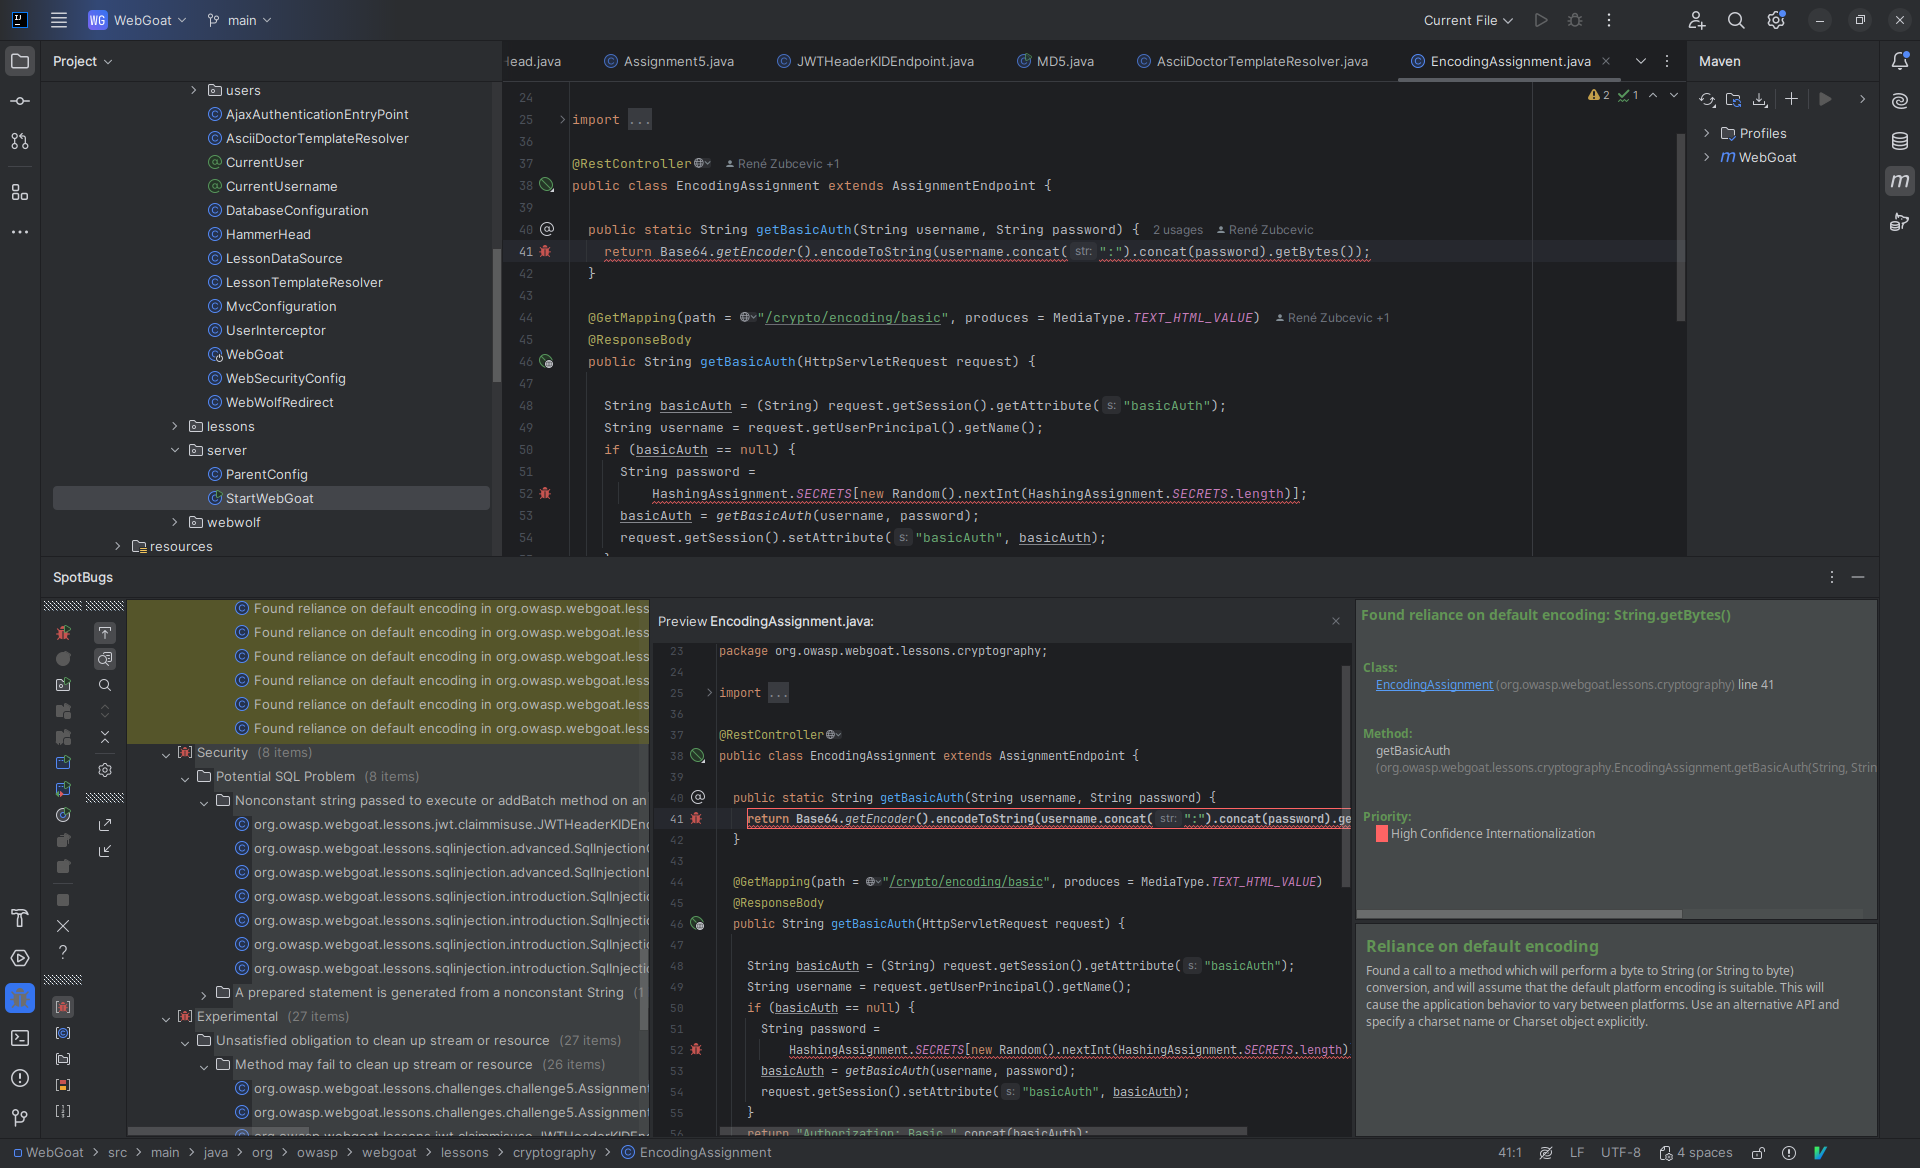 WG WebGoat main Current File
Project
users
AjaxAuthenticationEntryPoint
AsciiDoctorTemplateResolver
CurrentUser
CurrentUsername
DatabaseConfiguration
HammerHead
LessonDataSource
LessonTemplateResolver
MvcConfiguration
UserInterceptor
WebGoat
WebSecurityConfig
WebWolfRedirect
lessons
server
ParentConfig
StartWebGoat
webwolf
resources
Head.java Assignment5.java JWTHeaderKIDEndpoint.java MD5.java AsciiDoctorTemplateResolver.java EncodingAssignment.java
2 1
24
25 import ...
36
37 @RestController René Zubcevic +1
38 public class EncodingAssignment extends AssignmentEndpoint {
39
40 public static String getBasicAuth(String username, String password) { 2 usages René Zubcevic
41 return Base64.getEncoder().encodeToString(username.concat( str: ":").concat(password).getBytes());
42 }
43
44 @GetMapping(path = "/crypto/encoding/basic", produces = MediaType.TEXT_HTML_VALUE) René Zubcevic +1
45 @ResponseBody
46 public String getBasicAuth(HttpServletRequest request) {
47
48 String basicAuth = (String) request.getSession().getAttribute( s: "basicAuth");
49 String username = request.getUserPrincipal().getName();
50 if (basicAuth == null) {
51 String password =
52 HashingAssignment.SECRETS[new Random().nextInt(HashingAssignment.SECRETS.length)];
53 basicAuth = getBasicAuth(username, password);
54 request.getSession().setAttribute( s: "basicAuth", basicAuth);
Maven
Profiles
m WebGoat
SpotBugs
Found reliance on default encoding in org.owasp.webgoat.less
Found reliance on default encoding in org.owasp.webgoat.less
Found reliance on default encoding in org.owasp.webgoat.less
Found reliance on default encoding in org.owasp.webgoat.less
Found reliance on default encoding in org.owasp.webgoat.less
Found reliance on default encoding in org.owasp.webgoat.less
Security (8 items)
Potential SQL Problem (8 items)
Nonconstant string passed to execute or addBatch method on an
org.owasp.webgoat.lessons.jwt.claimmisuse.JWTHeaderKIDEn
org.owasp.webgoat.lessons.sqlinjection.advanced.SqlInjection
org.owasp.webgoat.lessons.sqlinjection.advanced.SqlInjectionL
org.owasp.webgoat.lessons.sqlinjection.introduction.SqlInjecti
org.owasp.webgoat.lessons.sqlinjection.introduction.SqlInjecti
org.owasp.webgoat.lessons.sqlinjection.introduction.SqlInjecti
org.owasp.webgoat.lessons.sqlinjection.introduction.SqlInjecti
A prepared statement is generated from a nonconstant String (1
Experimental (27 items)
Unsatisfied obligation to clean up stream or resource (27 items)
Method may fail to clean up stream or resource (26 items)
org.owasp.webgoat.lessons.challenges.challenge5.Assignment
org.owasp.webgoat.lessons.challenges.challenge5.Assignment
org.owasp.webgoat.lessons.jwt.claimmisuse.JWTHeaderKIDEn
Preview EncodingAssignment.java:
23 package org.owasp.webgoat.lessons.cryptography;
24
25 import ...
36
37 @RestController
38 public class EncodingAssignment extends AssignmentEndpoint {
39
40 public static String getBasicAuth(String username, String password) {
41 return Base64.getEncoder().encodeToString(username.concat( str: ":").concat(password).ge
42 }
43
44 @GetMapping(path = "/crypto/encoding/basic", produces = MediaType.TEXT_HTML_VALUE)
45 @ResponseBody
46 public String getBasicAuth(HttpServletRequest request) {
47
48 String basicAuth = (String) request.getSession().getAttribute( s: "basicAuth");
49 String username = request.getUserPrincipal().getName();
50 if (basicAuth == null) {
51 String password =
52 HashingAssignment.SECRETS[new Random().nextInt(HashingAssignment.SECRETS.length)
53 basicAuth = getBasicAuth(username, password);
54 request.getSession().setAttribute( s: "basicAuth", basicAuth);
55 }
56 return "Authorization: Basic ".concat(basicAuth);
Found reliance on default encoding: String.getBytes()
Class:
EncodingAssignment (org.owasp.webgoat.lessons.cryptography) line 41
Method:
getBasicAuth
(org.owasp.webgoat.lessons.cryptography.EncodingAssignment.getBasicAuth(String, Strin
Priority:
High Confidence Internationalization
Reliance on default encoding
Found a call to a method which will perform a byte to String (or String to byte)
conversion, and will assume that the default platform encoding is suitable. This will
cause the application behavior to vary between platforms. Use an alternative API and
specify a charset name or Charset object explicitly.
WebGoat > src > main > java > org > owasp > webgoat > lessons > cryptography > EncodingAssignment 41:1 LF UTF-8 4 spaces